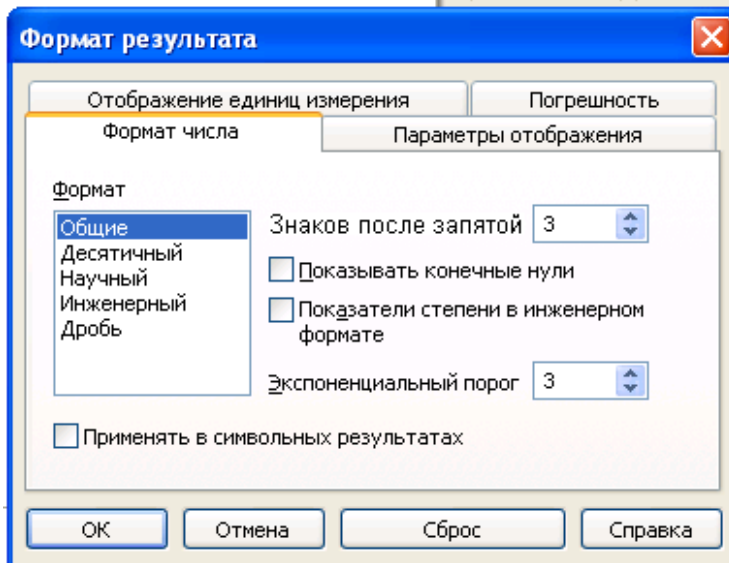 Формат результата
Отображение единиц измерения
Погрешность
Формат числа
Параметры отображения
Формат
Общие
Десятичный
Научный
Инженерный
Дробь
Знаков после запятой 3
Показывать конечные нули
Показатели степени в инженерном
формате
Экспоненциальный порог 3
Применять в символьных результатах
ОК
Отмена
Сброс
Справка